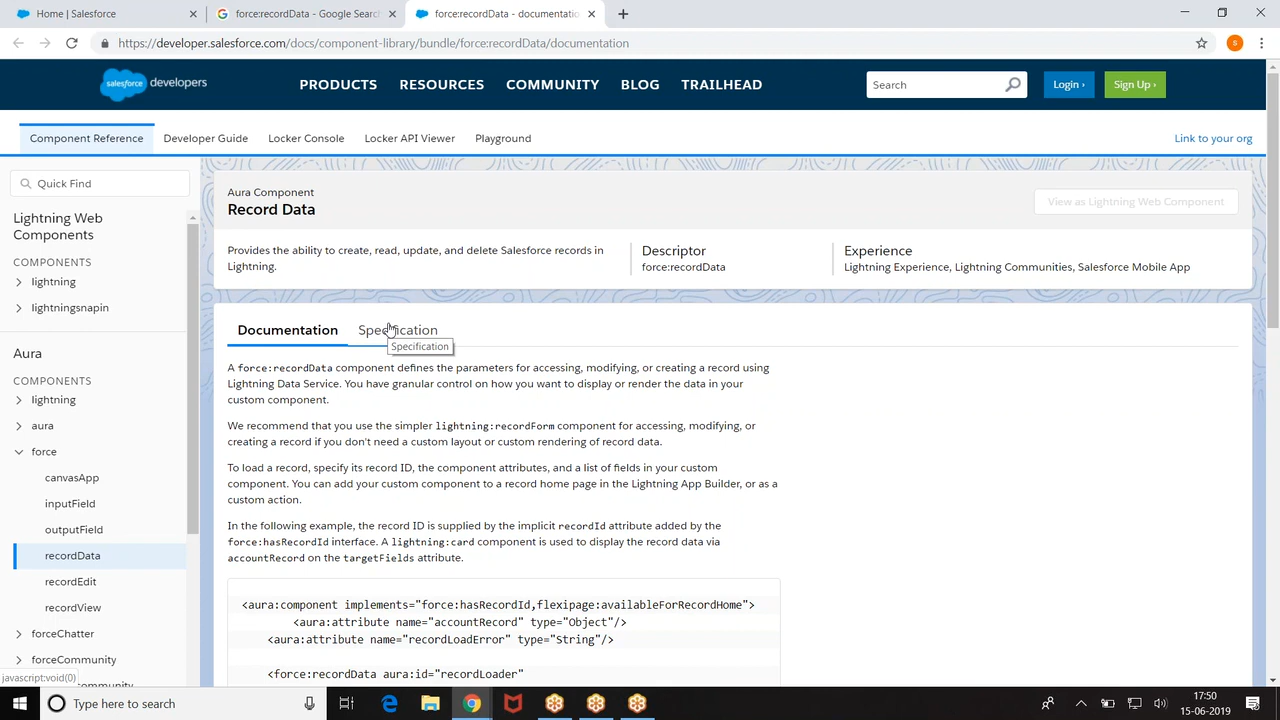 Home | Salesforce
force:recordData - Google Search
force:recordData - documentatio
https://developer.salesforce.com/docs/component-library/bundle/force:recordData/documentation
S
salesforce developers
PRODUCTS
RESOURCES
COMMUNITY
BLOG
TRAILHEAD
Search
Login ›
Sign Up ›
Component Reference
Developer Guide
Locker Console
Locker API Viewer
Playground
Link to your org
Quick Find
Lightning Web
Components
COMPONENTS
lightning
lightningsnapin
Aura
COMPONENTS
lightning
aura
force
canvasApp
inputField
outputField
recordData
recordEdit
recordView
forceChatter
forceCommunity
Aura Component
Record Data
View as Lightning Web Component
Provides the ability to create, read, update, and delete Salesforce records in
Lightning.
Descriptor
force:recordData
Experience
Lightning Experience, Lightning Communities, Salesforce Mobile App
Documentation
Specification
Specification
A force:recordData component defines the parameters for accessing, modifying, or creating a record using
Lightning Data Service. You have granular control on how you want to display or render the data in your
custom component.
We recommend that you use the simpler lightning:recordForm component for accessing, modifying, or
creating a record if you don't need a custom layout or custom rendering of record data.
To load a record, specify its record ID, the component attributes, and a list of fields in your custom
component. You can add your custom component to a record home page in the Lightning App Builder, or as a
custom action.
In the following example, the record ID is supplied by the implicit recordId attribute added by the
force:hasRecordId interface. A lightning:card component is used to display the record data via
accountRecord on the targetFields attribute.
<aura:component implements="force:hasRecordId,flexipage:availableForRecordHome">
<aura:attribute name="accountRecord" type="Object"/>
<aura:attribute name="recordLoadError" type="String"/>
<force:recordData aura:id="recordLoader"
javascript:void(0)
Type here to search
17:50
15-06-2019